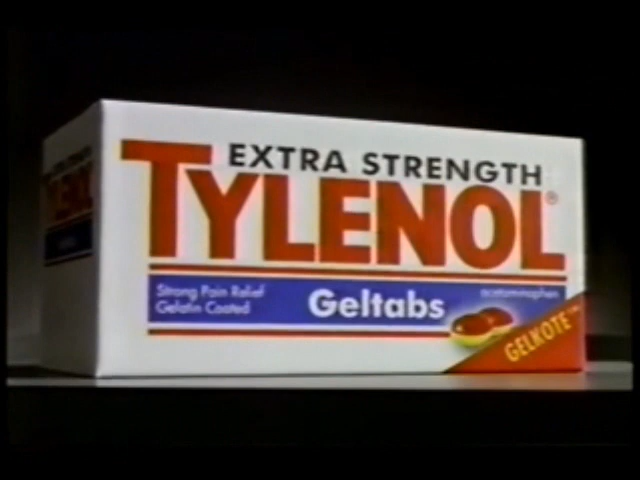 EXTRA STRENGTH
TYLENOL®
Strong Pain Relief
Gelatin Coated
Geltabs
acetaminophen
GELKOTE™